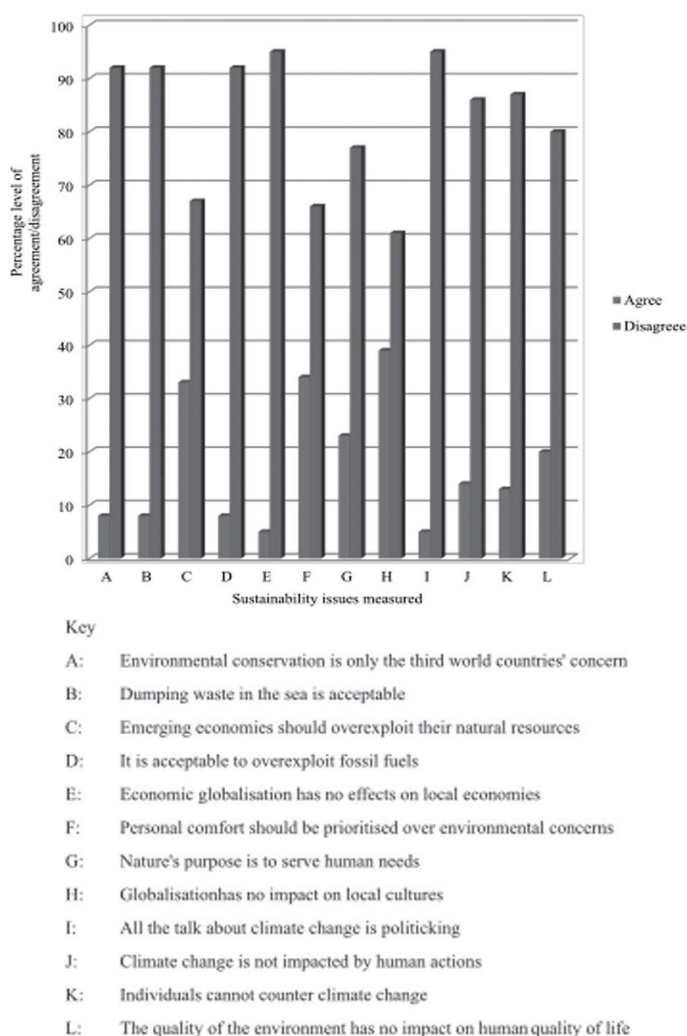 100
90
80
70
60
50
40
30
20
10
0
Percentage level of
agreement/disagreement
A B C D E F G H I J K L
Sustainability issues measured
Agree
Disagreee
Key
A: Environmental conservation is only the third world countries' concern
B: Dumping waste in the sea is acceptable
C: Emerging economies should overexploit their natural resources
D: It is acceptable to overexploit fossil fuels
E: Economic globalisation has no effects on local economies
F: Personal comfort should be prioritised over environmental concerns
G: Nature's purpose is to serve human needs
H: Globalisationhas no impact on local cultures
I: All the talk about climate change is politicking
J: Climate change is not impacted by human actions
K: Individuals cannot counter climate change
L: The quality of the environment has no impact on human quality of life